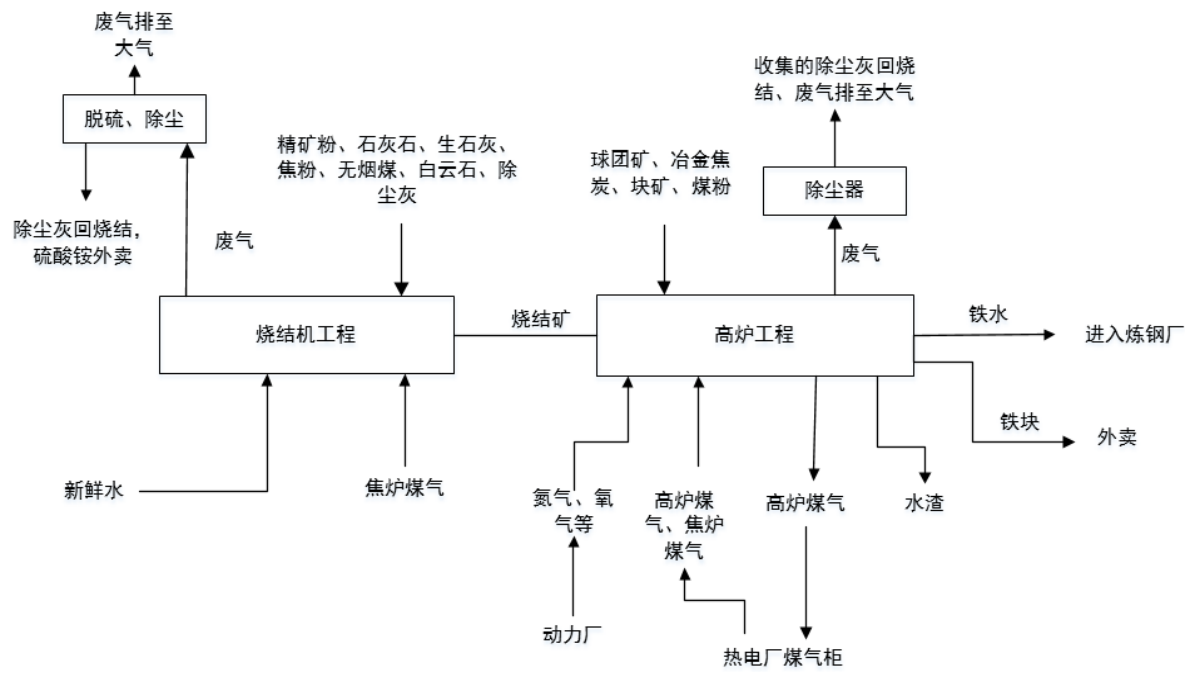 废气排至
大气
脱硫、除尘
除尘灰回烧结，
硫酸铵外卖
废气
精矿粉、石灰石、生石灰、
焦粉、无烟煤、白云石、除
尘灰
烧结机工程
新鲜水
焦炉煤气
烧结矿
球团矿、冶金焦
炭、块矿、煤粉
收集的除尘灰回烧
结、废气排至大气
除尘器
废气
高炉工程
铁水
进入炼钢厂
铁块
外卖
氮气、氧
气等
动力厂
高炉煤
气、焦炉
煤气
高炉煤气
水渣
热电厂煤气柜